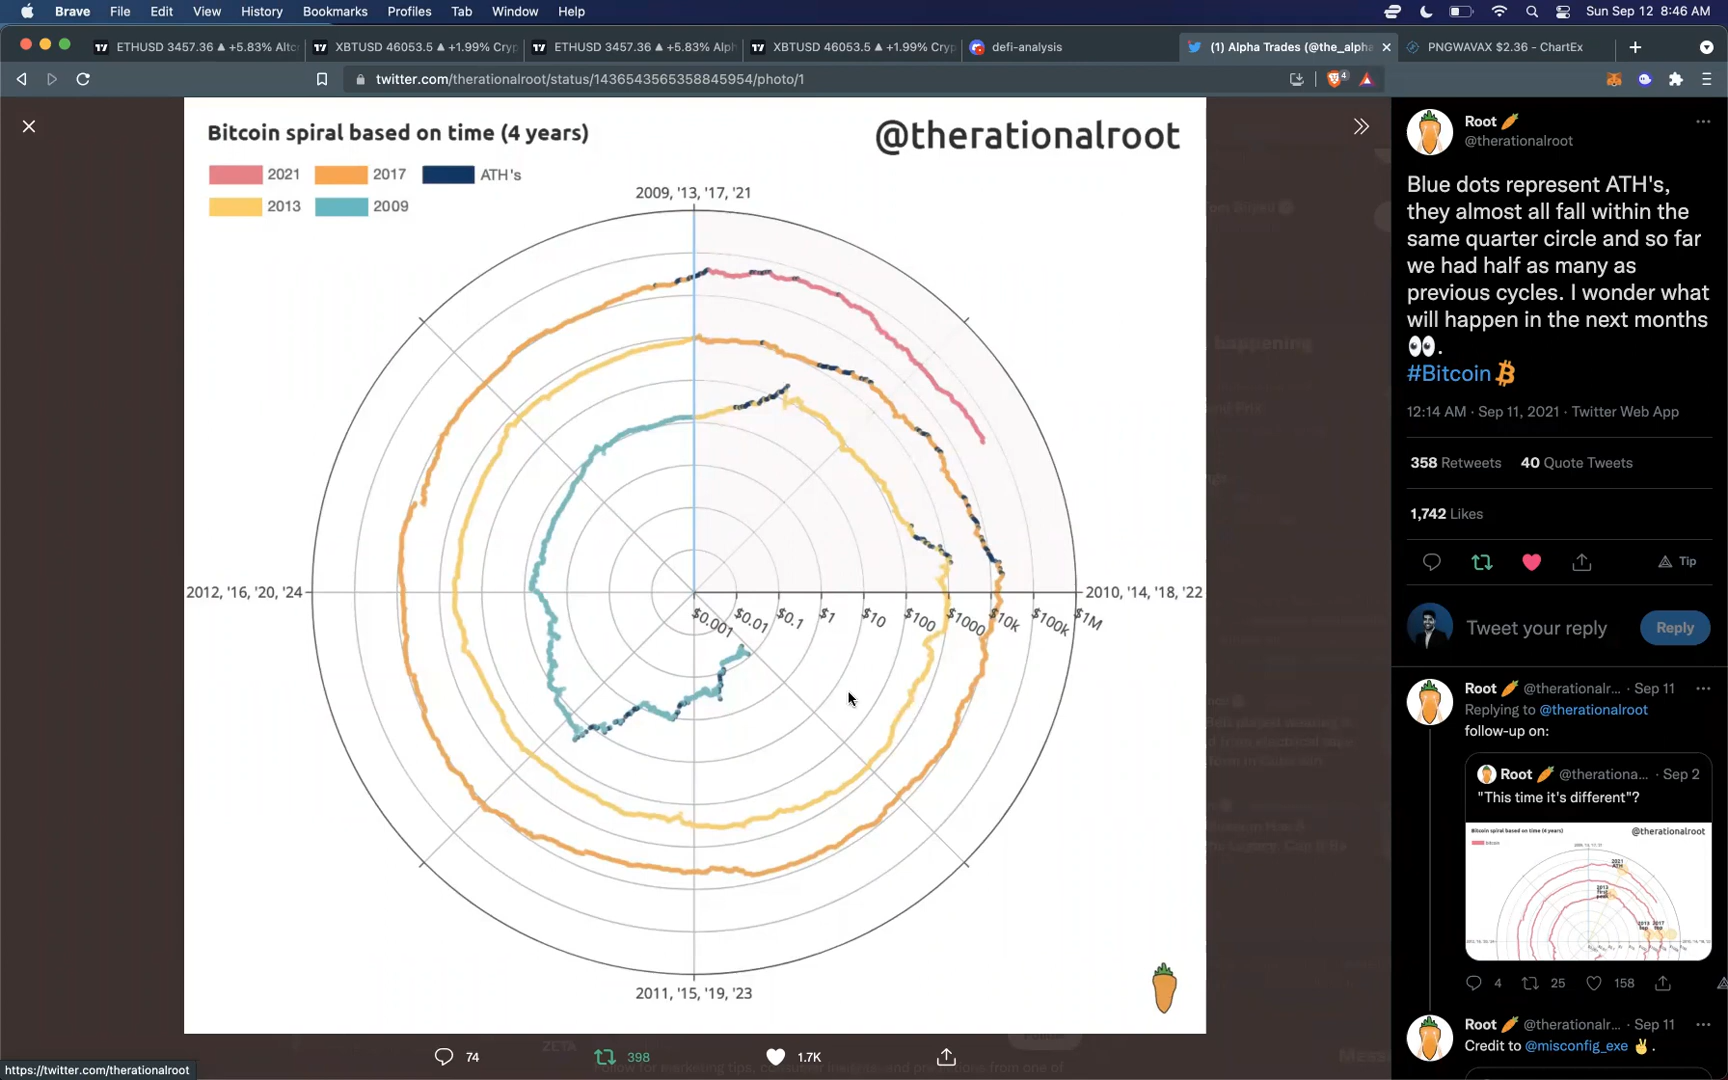 Brave File Edit View History Bookmarks Profiles Tab Window Help
Sun Sep 12 8:46 AM
ETHUSD 3457.36 ▲ +5.83% Altc
XBTUSD 46053.5 ▲ +1.99% Cryp
ETHUSD 3457.36 ▲ +5.83% Alph
XBTUSD 46053.5 ▲ +1.99% Cryp
defi-analysis
(1) Alpha Trades (@the_alpha
PNGWAVAX $2.36 - ChartEx
twitter.com/therationalroot/status/1436543565358845954/photo/1
4
Bitcoin spiral based on time (4 years)
@therationalroot
2021 2017 ATH's
2013 2009
2009, '13, '17, '21
2012, '16, '20, '24
2010, '14, '18, '22
$0.001 $0.01 $0.1 $1 $10 $100 $1000 $10k $100k $1M
2011, '15, '19, '23
74 398 1.7K
https://twitter.com/therationalroot
Root 🥕
@therationalroot
Blue dots represent ATH's,
they almost all fall within the
same quarter circle and so far
we had half as many as
previous cycles. I wonder what
will happen in the next months
👀.
#Bitcoin
12:14 AM · Sep 11, 2021 · Twitter Web App
358 Retweets 40 Quote Tweets
1,742 Likes
Tip
Tweet your reply
Reply
Root 🥕 @therationalr... · Sep 11
Replying to @therationalroot
follow-up on:
Root 🥕 @therationa... · Sep 2
"This time it's different"?
Bitcoin spiral based on time (4 years)
@therationalroot
4 25 158
Root 🥕 @therationalr... · Sep 11
Credit to @misconfig_exe ✌️.